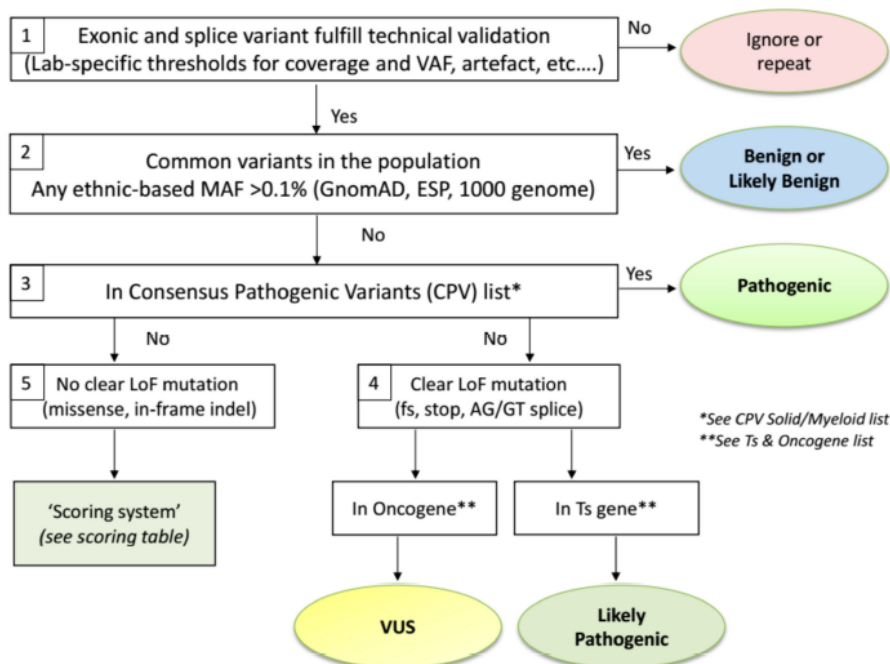 1
Exonic and splice variant fulfill technical validation
(Lab-specific thresholds for coverage and VAF, artefact, etc....)
No
Ignore or
repeat
Yes
2
Common variants in the population
Any ethnic-based MAF >0.1% (GnomAD, ESP, 1000 genome)
Yes
Benign or
Likely Benign
No
3
In Consensus Pathogenic Variants (CPV) list*
Yes
Pathogenic
No
No
5
No clear LoF mutation
(missense, in-frame indel)
4
Clear LoF mutation
(fs, stop, AG/GT splice)
*See CPV Solid/Myeloid list
**See Ts & Oncogene list
'Scoring system'
(see scoring table)
In Oncogene**
In Ts gene**
VUS
Likely
Pathogenic